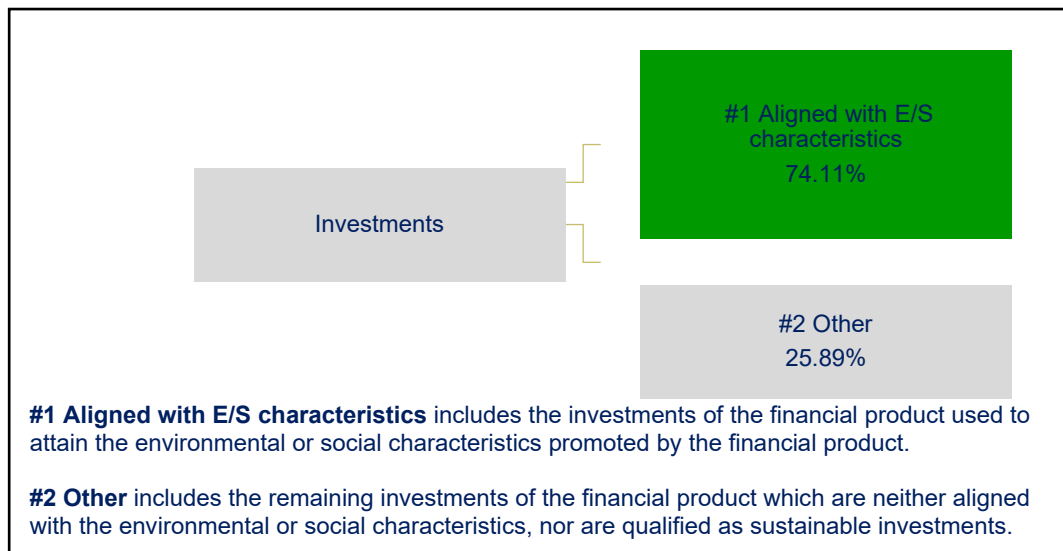 #1 Aligned with E/S
characteristics
74.11%
Investments
#2 Other
25.89%
#1 Aligned with E/S characteristics includes the investments of the financial product used to
attain the environmental or social characteristics promoted by the financial product.
#2 Other includes the remaining investments of the financial product which are neither aligned
with the environmental or social characteristics, nor are qualified as sustainable investments.